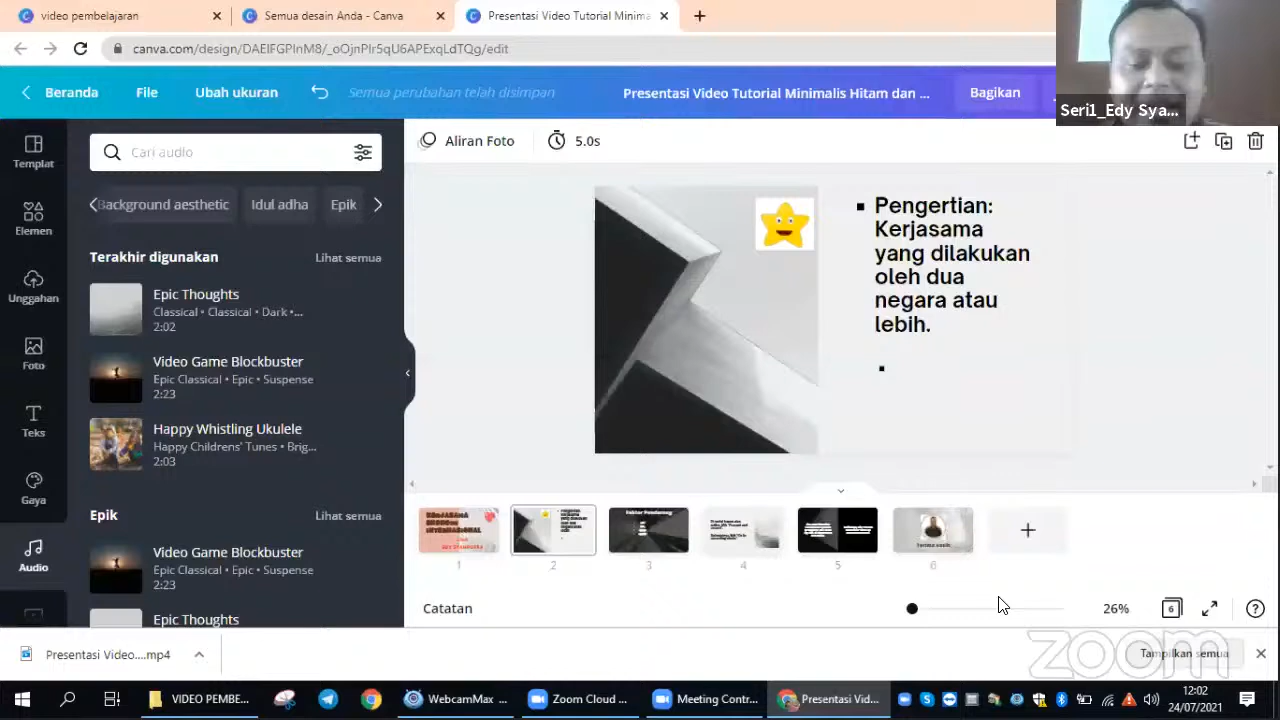 video pembelajaran
Semua desain Anda - Canva
Presentasi Video Tutorial Minima
canva.com/design/DAElFGPInM8/_oOjnPIr5qU6APExqLdTQg/edit
Beranda
File
Ubah ukuran
Semua perubahan telah disimpan
Presentasi Video Tutorial Minimalis Hitam dan ...
Bagikan
Seri1_Edy Sya...
Templat
Elemen
Unggahan
Foto
Teks
Gaya
Audio
Cari audio
Background aesthetic
Idul adha
Epik
Terakhir digunakan
Lihat semua
Epic Thoughts
Classical • Classical • Dark •...
2:02
Video Game Blockbuster
Epic Classical • Epic • Suspense
2:23
Happy Whistling Ukulele
Happy Childrens' Tunes • Brig...
2:03
Epik
Lihat semua
Video Game Blockbuster
Epic Classical • Epic • Suspense
2:23
Epic Thoughts
Aliran Foto
5.0s
▪ Pengertian:
Kerjasama
yang dilakukan
oleh dua
negara atau
lebih.
Faktor Pendorong
1
2
3
4
5
6
Catatan
26%
6
zoom
Presentasi Video....mp4
Tampilkan semua
VIDEO PEMBE...
WebcamMax ...
Zoom Cloud ...
Meeting Contr...
Presentasi Vid...
12:02
24/07/2021